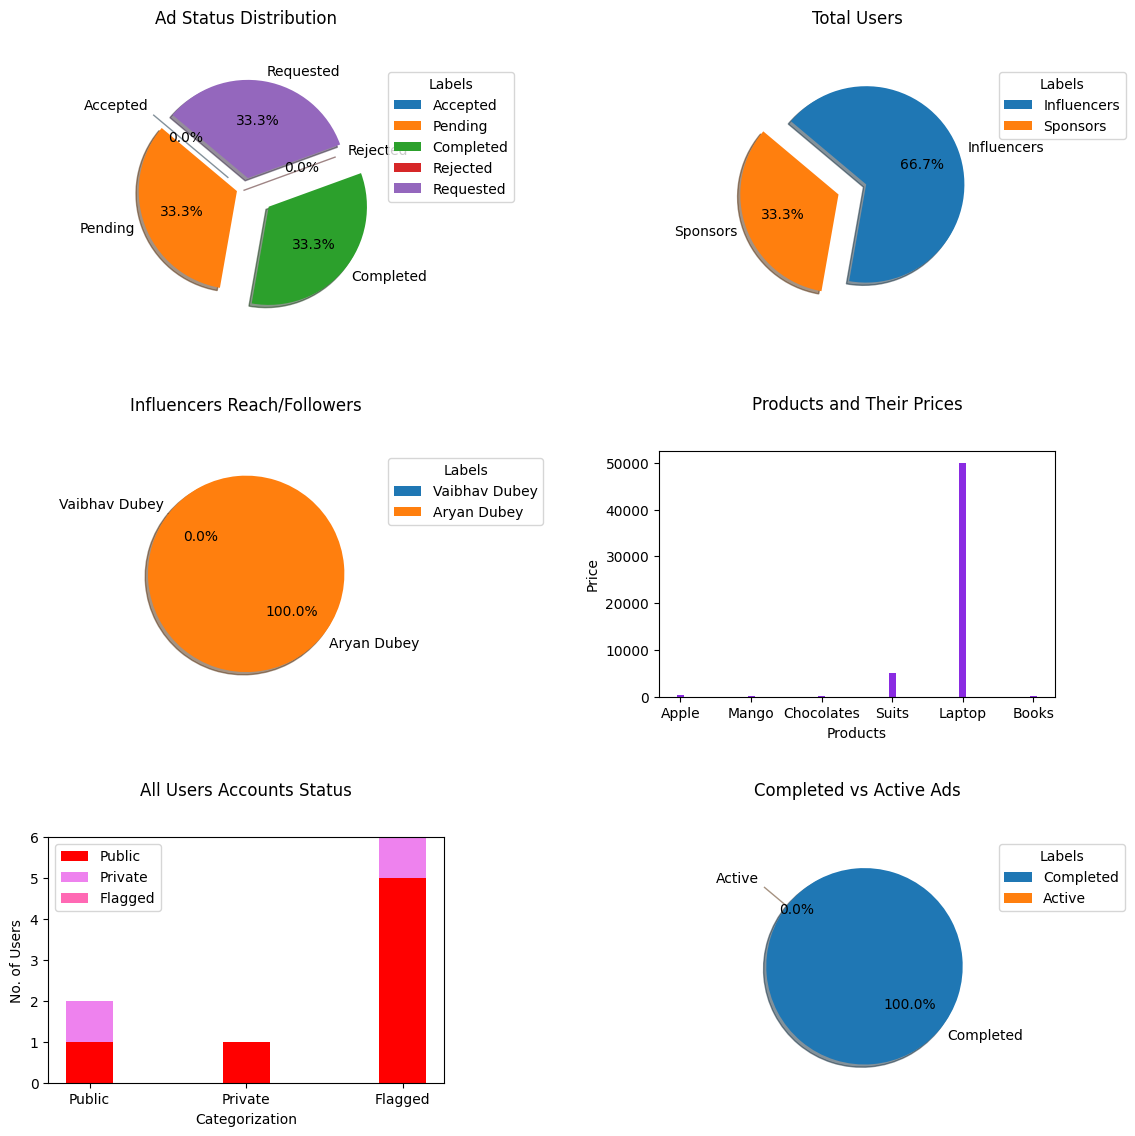 Ad Status Distribution
Requested
Accepted
33.3%
0.0%
Rejected
0.0%
33.3%
Pending
33.3%
Completed
Labels
Accepted
Pending
Completed
Rejected
Requested
Total Users
66.7%
Influencers
33.3%
Sponsors
Labels
Influencers
Sponsors
Influencers Reach/Followers
Vaibhav Dubey
0.0%
100.0%
Aryan Dubey
Labels
Vaibhav Dubey
Aryan Dubey
Products and Their Prices
50000
40000
30000
20000
10000
0
Price
Apple Mango Chocolates Suits Laptop Books
Products
All Users Accounts Status
6
5
4
3
2
1
0
No. of Users
Public
Private
Flagged
Public Private Flagged
Categorization
Completed vs Active Ads
Active
0.0%
100.0%
Completed
Labels
Completed
Active